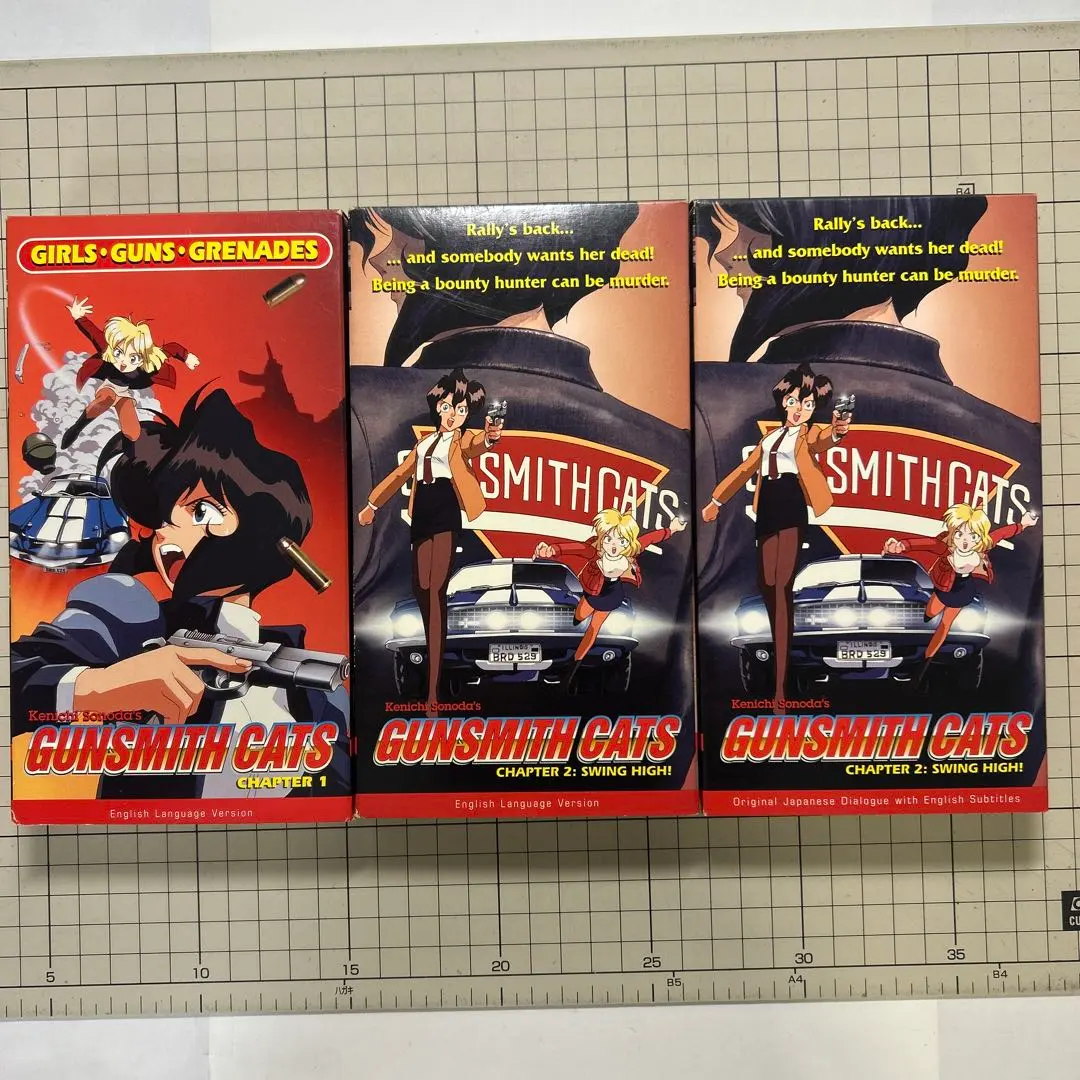 B4
GIRLS•GUNS•GRENADES
Kenichi Sonoda's
GUNSMITH CATS
CHAPTER 1
English Language Version
Rally's back...
... and somebody wants her dead!
Being a bounty hunter can be murder.
SMITH CATS
ILLINOIS
BRD 529
Kenichi Sonoda's
GUNSMITH CATS
CHAPTER 2: SWING HIGH!
English Language Version
Rally's back...
... and somebody wants her dead!
Being a bounty hunter can be murder.
SMITH CATS
ILLINOIS
BRD 529
Kenichi Sonoda's
GUNSMITH CATS
CHAPTER 2: SWING HIGH!
Original Japanese Dialogue with English Subtitles
5 10 15 20 25 30 35
ハガキ B5 A4 B4